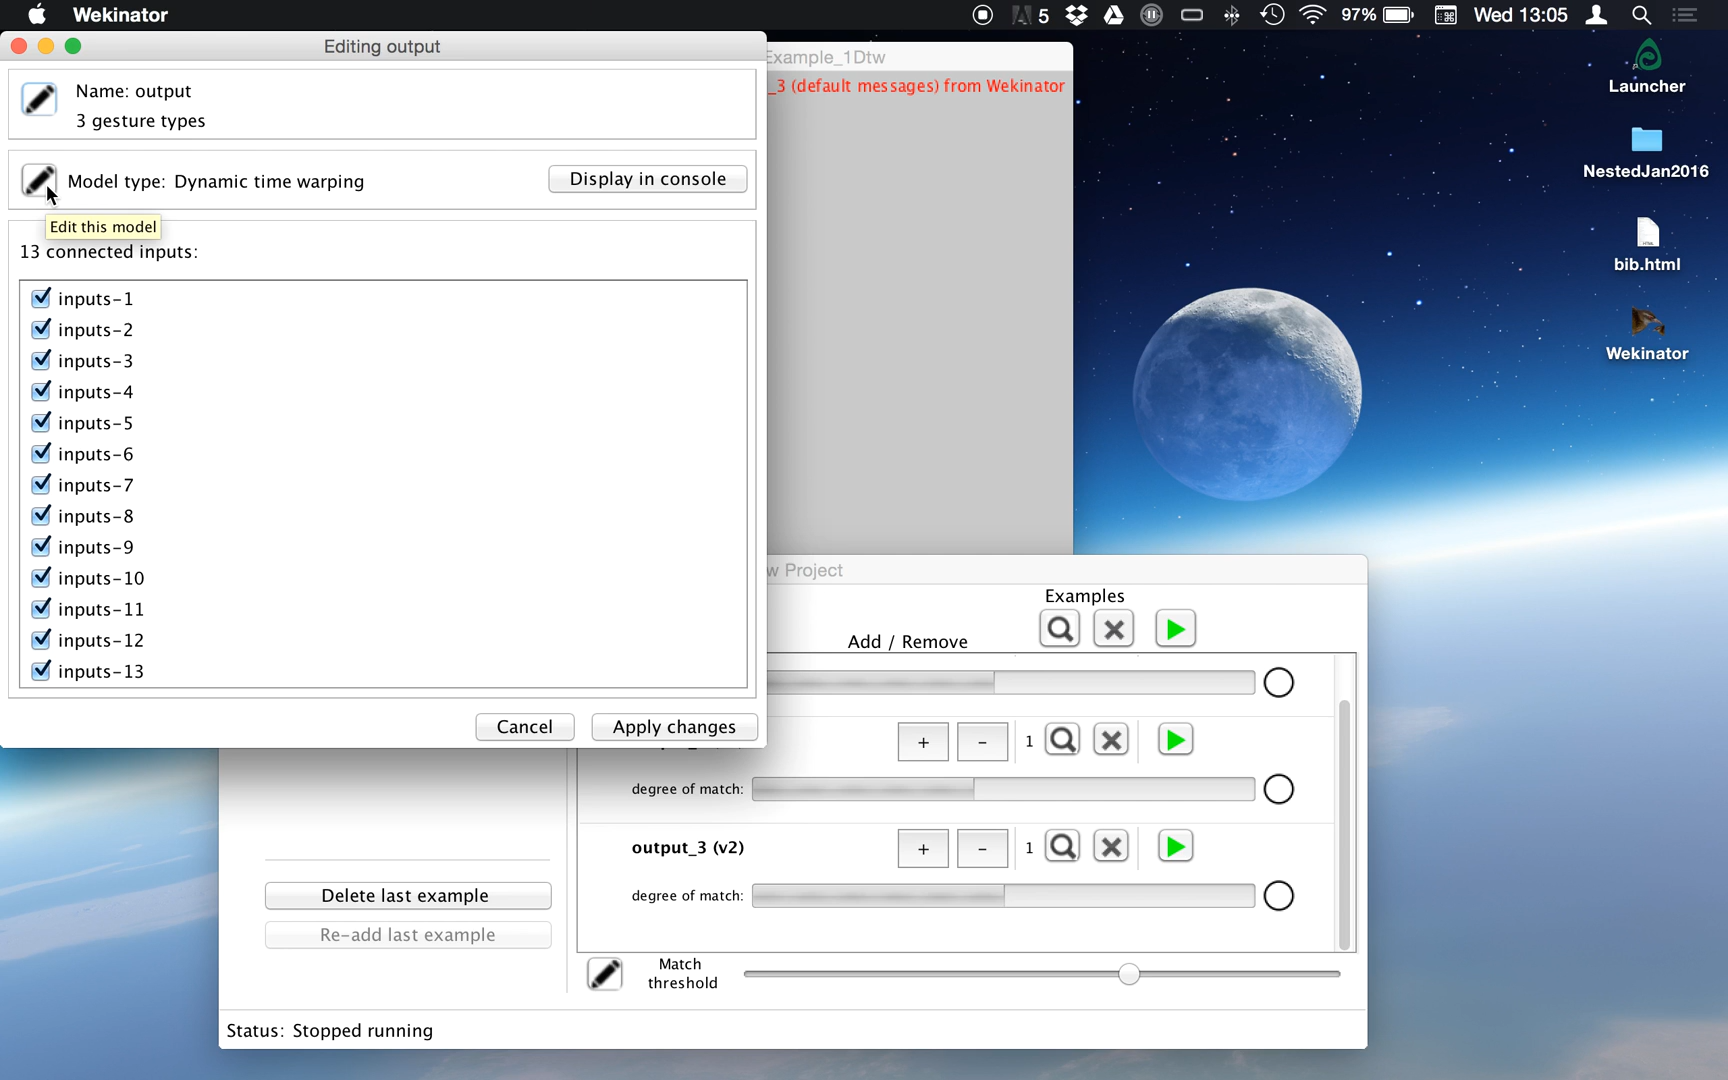 Wekinator
5
97%
Wed 13:05
Editing output
Example_1Dtw
Name: output
3 gesture types
_3 (default messages) from Wekinator
Launcher
Model type: Dynamic time warping
Display in console
NestedJan2016
Edit this model
13 connected inputs:
bib.html
inputs-1
inputs-2
inputs-3
inputs-4
inputs-5
inputs-6
inputs-7
inputs-8
inputs-9
inputs-10
inputs-11
inputs-12
inputs-13
Wekinator
Cancel
Apply changes
w Project
Examples
Add / Remove
+
-
1
degree of match:
output_3 (v2)
+
-
1
degree of match:
Delete last example
Re-add last example
Match
threshold
Status: Stopped running